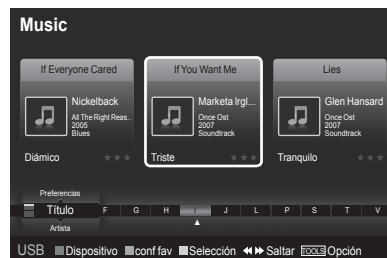 Music
If Everyone Cared
Nickelback
All The Right Reas..
2005
Blues
Diámico
If You Want Me
Marketa Irgl...
Once Ost
2007
Soundtrack
Triste
Lies
Glen Hansard
Once Ost
2007
Soundtrack
Tranquilo
Preferencias
Título F G H I J L P S T V
Artista
USB Dispositivo conf fav Selección Saltar TOOLS Opción